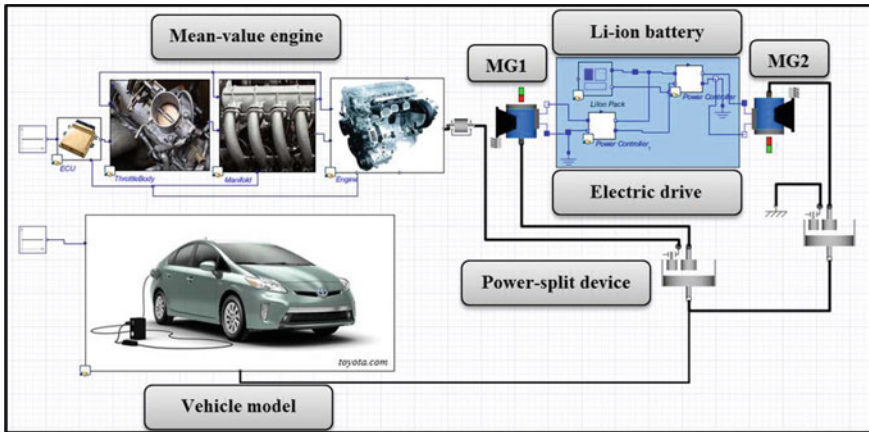 Mean-value engine
Li-ion battery
MG1
MG2
LiIon Pack
Power Controller
Power Controller1
ECU
ThrottleBody
Manifold
Engine
Electric drive
Power-split device
toyota.com
Vehicle model